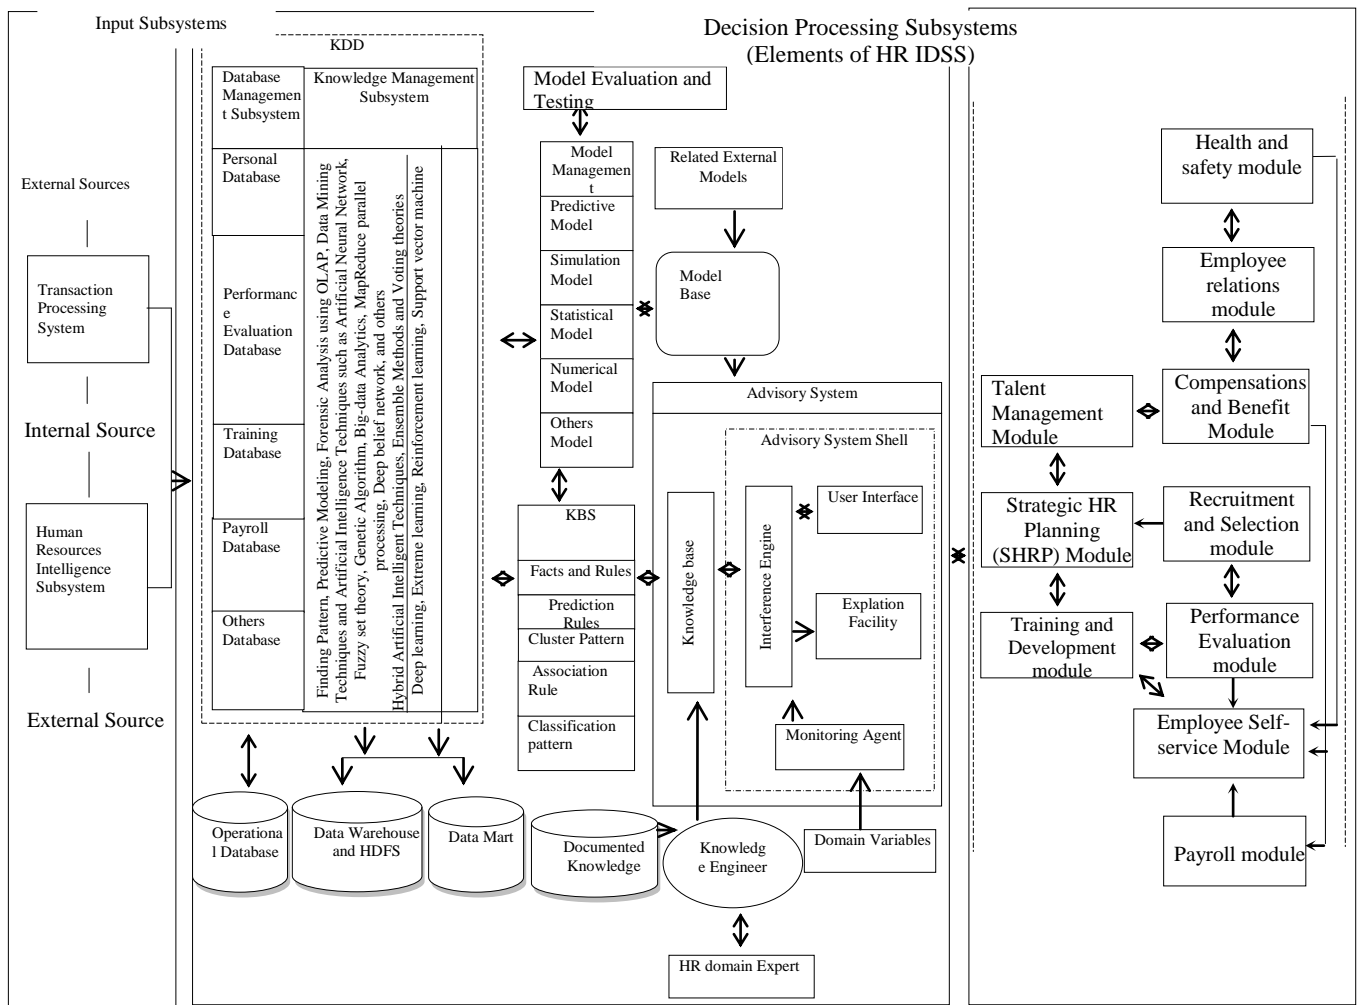 Input Subsystems
Decision Processing Subsystems
(Elements of HR IDSS)
External Sources
Transaction
Processing
System
Internal Source
Human
Resources
Intelligence
Subsystem
External Source
KDD
Database
Managemen
t Subsystem
Knowledge Management
Subsystem
Personal
Database
Performanc
e
Evaluation
Database
Training
Database
Payroll
Database
Others
Database
Finding Pattern, Predictive Modeling, Forensic Analysis using OLAP, Data Mining
Techniques and Artificial Intelligence Techniques such as Artificial Neural Network,
Fuzzy set theory, Genetic Algorithm, Big-data Analytics, MapReduce parallel
processing, Deep belief network, and others
Hybrid Artificial Intelligent Techniques, Ensemble Methods and Voting theories
Deep learning, Extreme learning, Reinforcement learning, Support vector machine
Operationa
l Database
Data Warehouse
and HDFS
Data Mart
Documented
Knowledge
Model Evaluation and
Testing
Model
Managemen
t
Predictive
Model
Simulation
Model
Statistical
Model
Numerical
Model
Others
Model
Related External
Models
Model
Base
KBS
Facts and Rules
Prediction
Rules
Cluster Pattern
Association
Rule
Classification
pattern
Advisory System
Advisory System Shell
Knowledge base
Interference Engine
User Interface
Explation
Facility
Monitoring Agent
Domain Variables
Knowledg
e Engineer
HR domain Expert
Health and
safety module
Employee
relations
module
Talent
Management
Module
Compensations
and Benefit
Module
Strategic HR
Planning
(SHRP) Module
Recruitment
and Selection
module
Training and
Development
module
Performance
Evaluation
module
Employee Self-
service Module
Payroll module